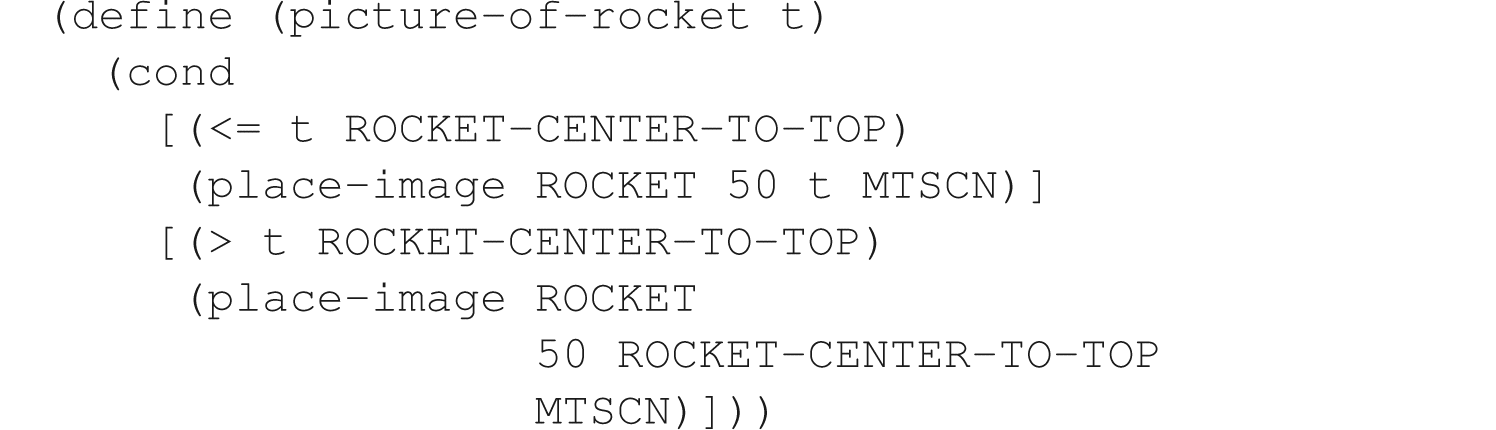 (define (picture-of-rocket t)
(cond
[(<= t ROCKET-CENTER-TO-TOP)
(place-image ROCKET 50 t MTSCN)]
[(> t ROCKET-CENTER-TO-TOP)
(place-image ROCKET
50 ROCKET-CENTER-TO-TOP
MTSCN)]))